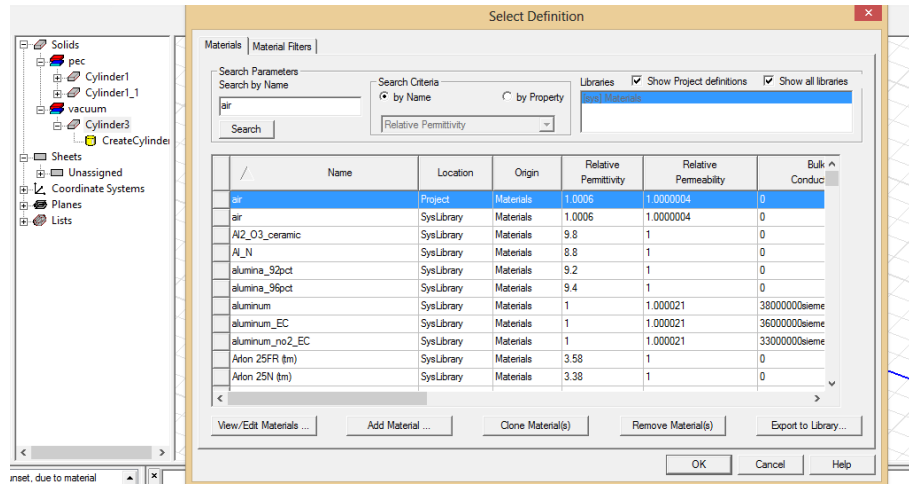 Select Definition
Solids
pec
Cylinder1
Cylinder1_1
vacuum
Cylinder3
CreateCylinder
Sheets
Unassigned
Coordinate Systems
Planes
Lists
Materials Material Filters
Search Parameters
Search by Name
air
Search
Search Criteria
by Name by Property
Relative Permittivity
Libraries Show Project definitions Show all libraries
[sys] Materials
/ Name Location Origin Relative Permittivity Relative Permeability Bulk Conduc
air Project Materials 1.0006 1.0000004 0
air SysLibrary Materials 1.0006 1.0000004 0
Al2_O3_ceramic SysLibrary Materials 9.8 1 0
Al_N SysLibrary Materials 8.8 1 0
alumina_92pct SysLibrary Materials 9.2 1 0
alumina_96pct SysLibrary Materials 9.4 1 0
aluminum SysLibrary Materials 1 1.000021 38000000sieme
aluminum_EC SysLibrary Materials 1 1.000021 36000000sieme
aluminum_no2_EC SysLibrary Materials 1 1.000021 33000000sieme
Arlon 25FR (tm) SysLibrary Materials 3.58 1 0
Arlon 25N (tm) SysLibrary Materials 3.38 1 0
View/Edit Materials ... Add Material ... Clone Material(s) Remove Material(s) Export to Library...
OK Cancel Help
unset, due to material